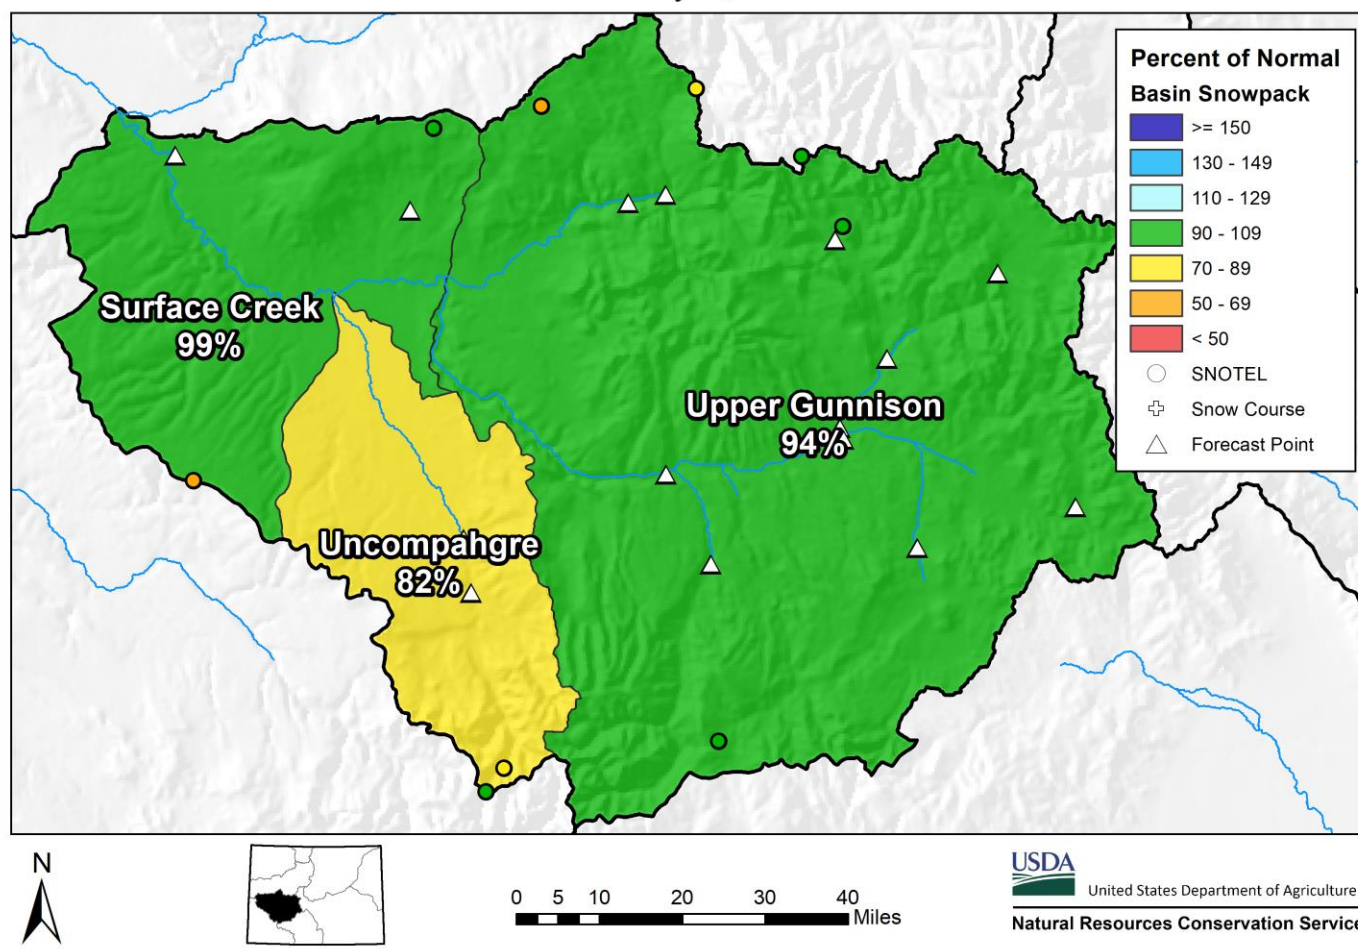 Percent of Normal
Basin Snowpack
>= 150
130 - 149
110 - 129
90 - 109
70 - 89
50 - 69
< 50
SNOTEL
Snow Course
Forecast Point
Surface Creek
99%
Upper Gunnison
94%
Uncompahgre
82%
N
0 5 10 20 30 40
Miles
USDA
United States Department of Agriculture
Natural Resources Conservation Service